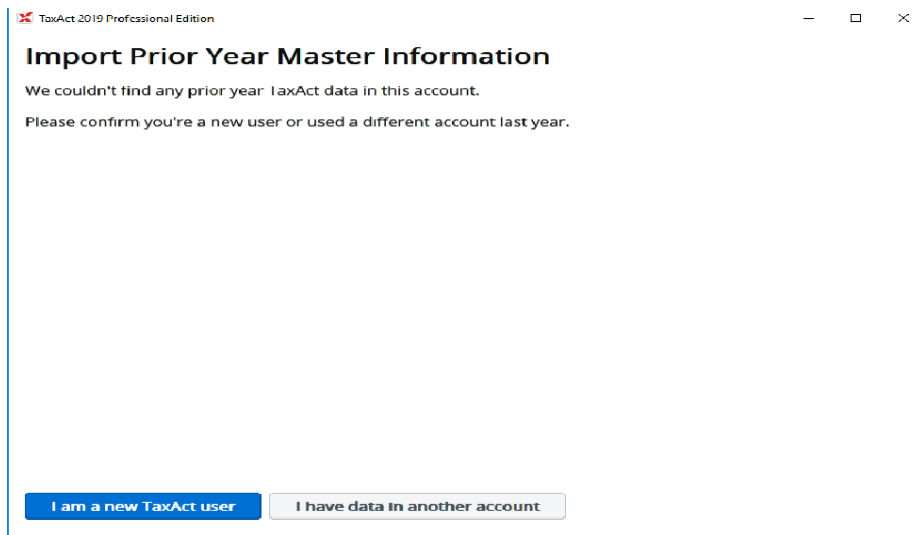 TaxAct 2019 Professional Edition
Import Prior Year Master Information
We couldn't find any prior year TaxAct data in this account.
Please confirm you're a new user or used a different account last year.
I am a new TaxAct user
I have data in another account